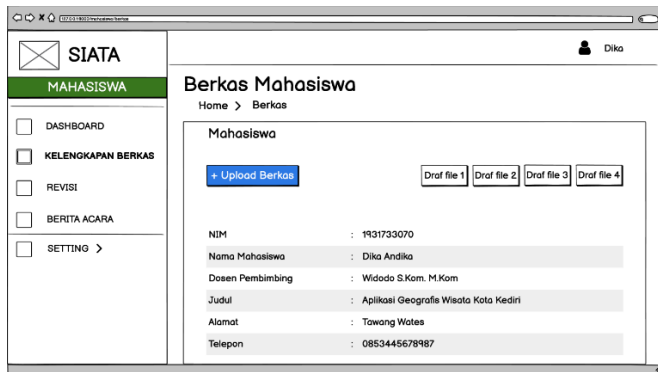 SIATA
Dika
MAHASISWA
Berkas Mahasiswa
Home > Berkas
DASHBOARD
KELENGKAPAN BERKAS
REVISI
BERITA ACARA
SETTING >
Mahasiswa
+ Upload Berkas
Draf file 1
Draf file 2
Draf file 3
Draf file 4
NIM : 1931733070
Nama Mahasiswa : Dika Andika
Dosen Pembimbing : Widodo S.Kom. M.Kom
Judul : Aplikasi Geografis Wisata Kota Kediri
Alamat : Tawang Wates
Telepon : 0853445678987